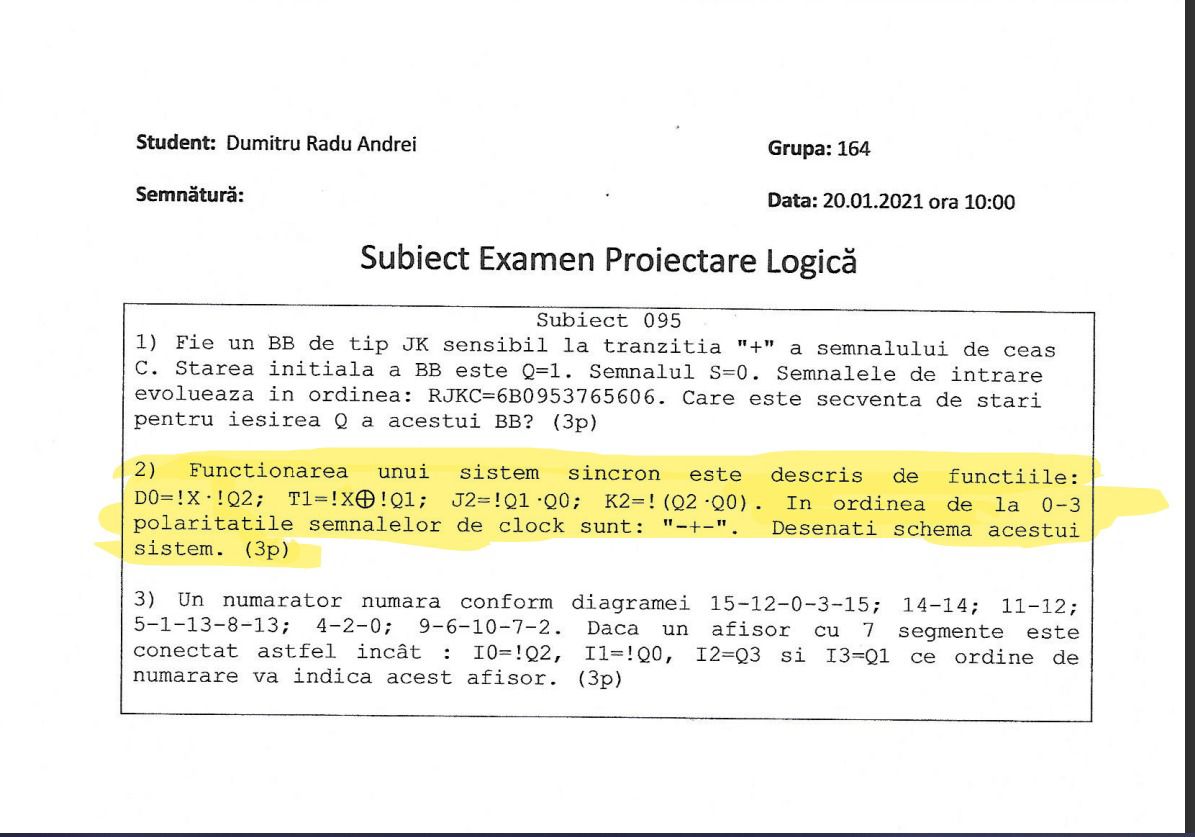 Student: Dumitru Radu Andrei
Grupa: 164
Semnătură:
Data: 20.01.2021 ora 10:00
Subiect Examen Proiectare Logică
Subiect 095
1) Fie un BB de tip JK sensibil la tranzitia "+" a semnalului de ceas
C. Starea initiala a BB este Q=1. Semnalul S=0. Semnalele de intrare
evolueaza in ordinea: RJKC=6B0953765606. Care este secventa de stari
pentru iesirea Q a acestui BB? (3p)
2) Functionarea unui sistem sincron este descris de functiile:
D0=!X·!Q2; T1=!X⊕!Q1; J2=!Q1·Q0; K2=!(Q2·Q0). In ordinea de la 0-3
polaritatile semnalelor de clock sunt: "-+-". Desenati schema acestui
sistem. (3p)
3) Un numarator numara conform diagramei 15-12-0-3-15; 14-14; 11-12;
5-1-13-8-13; 4-2-0; 9-6-10-7-2. Daca un afisor cu 7 segmente este
conectat astfel incât : I0=!Q2, I1=!Q0, I2=Q3 si I3=Q1 ce ordine de
numarare va indica acest afisor. (3p)